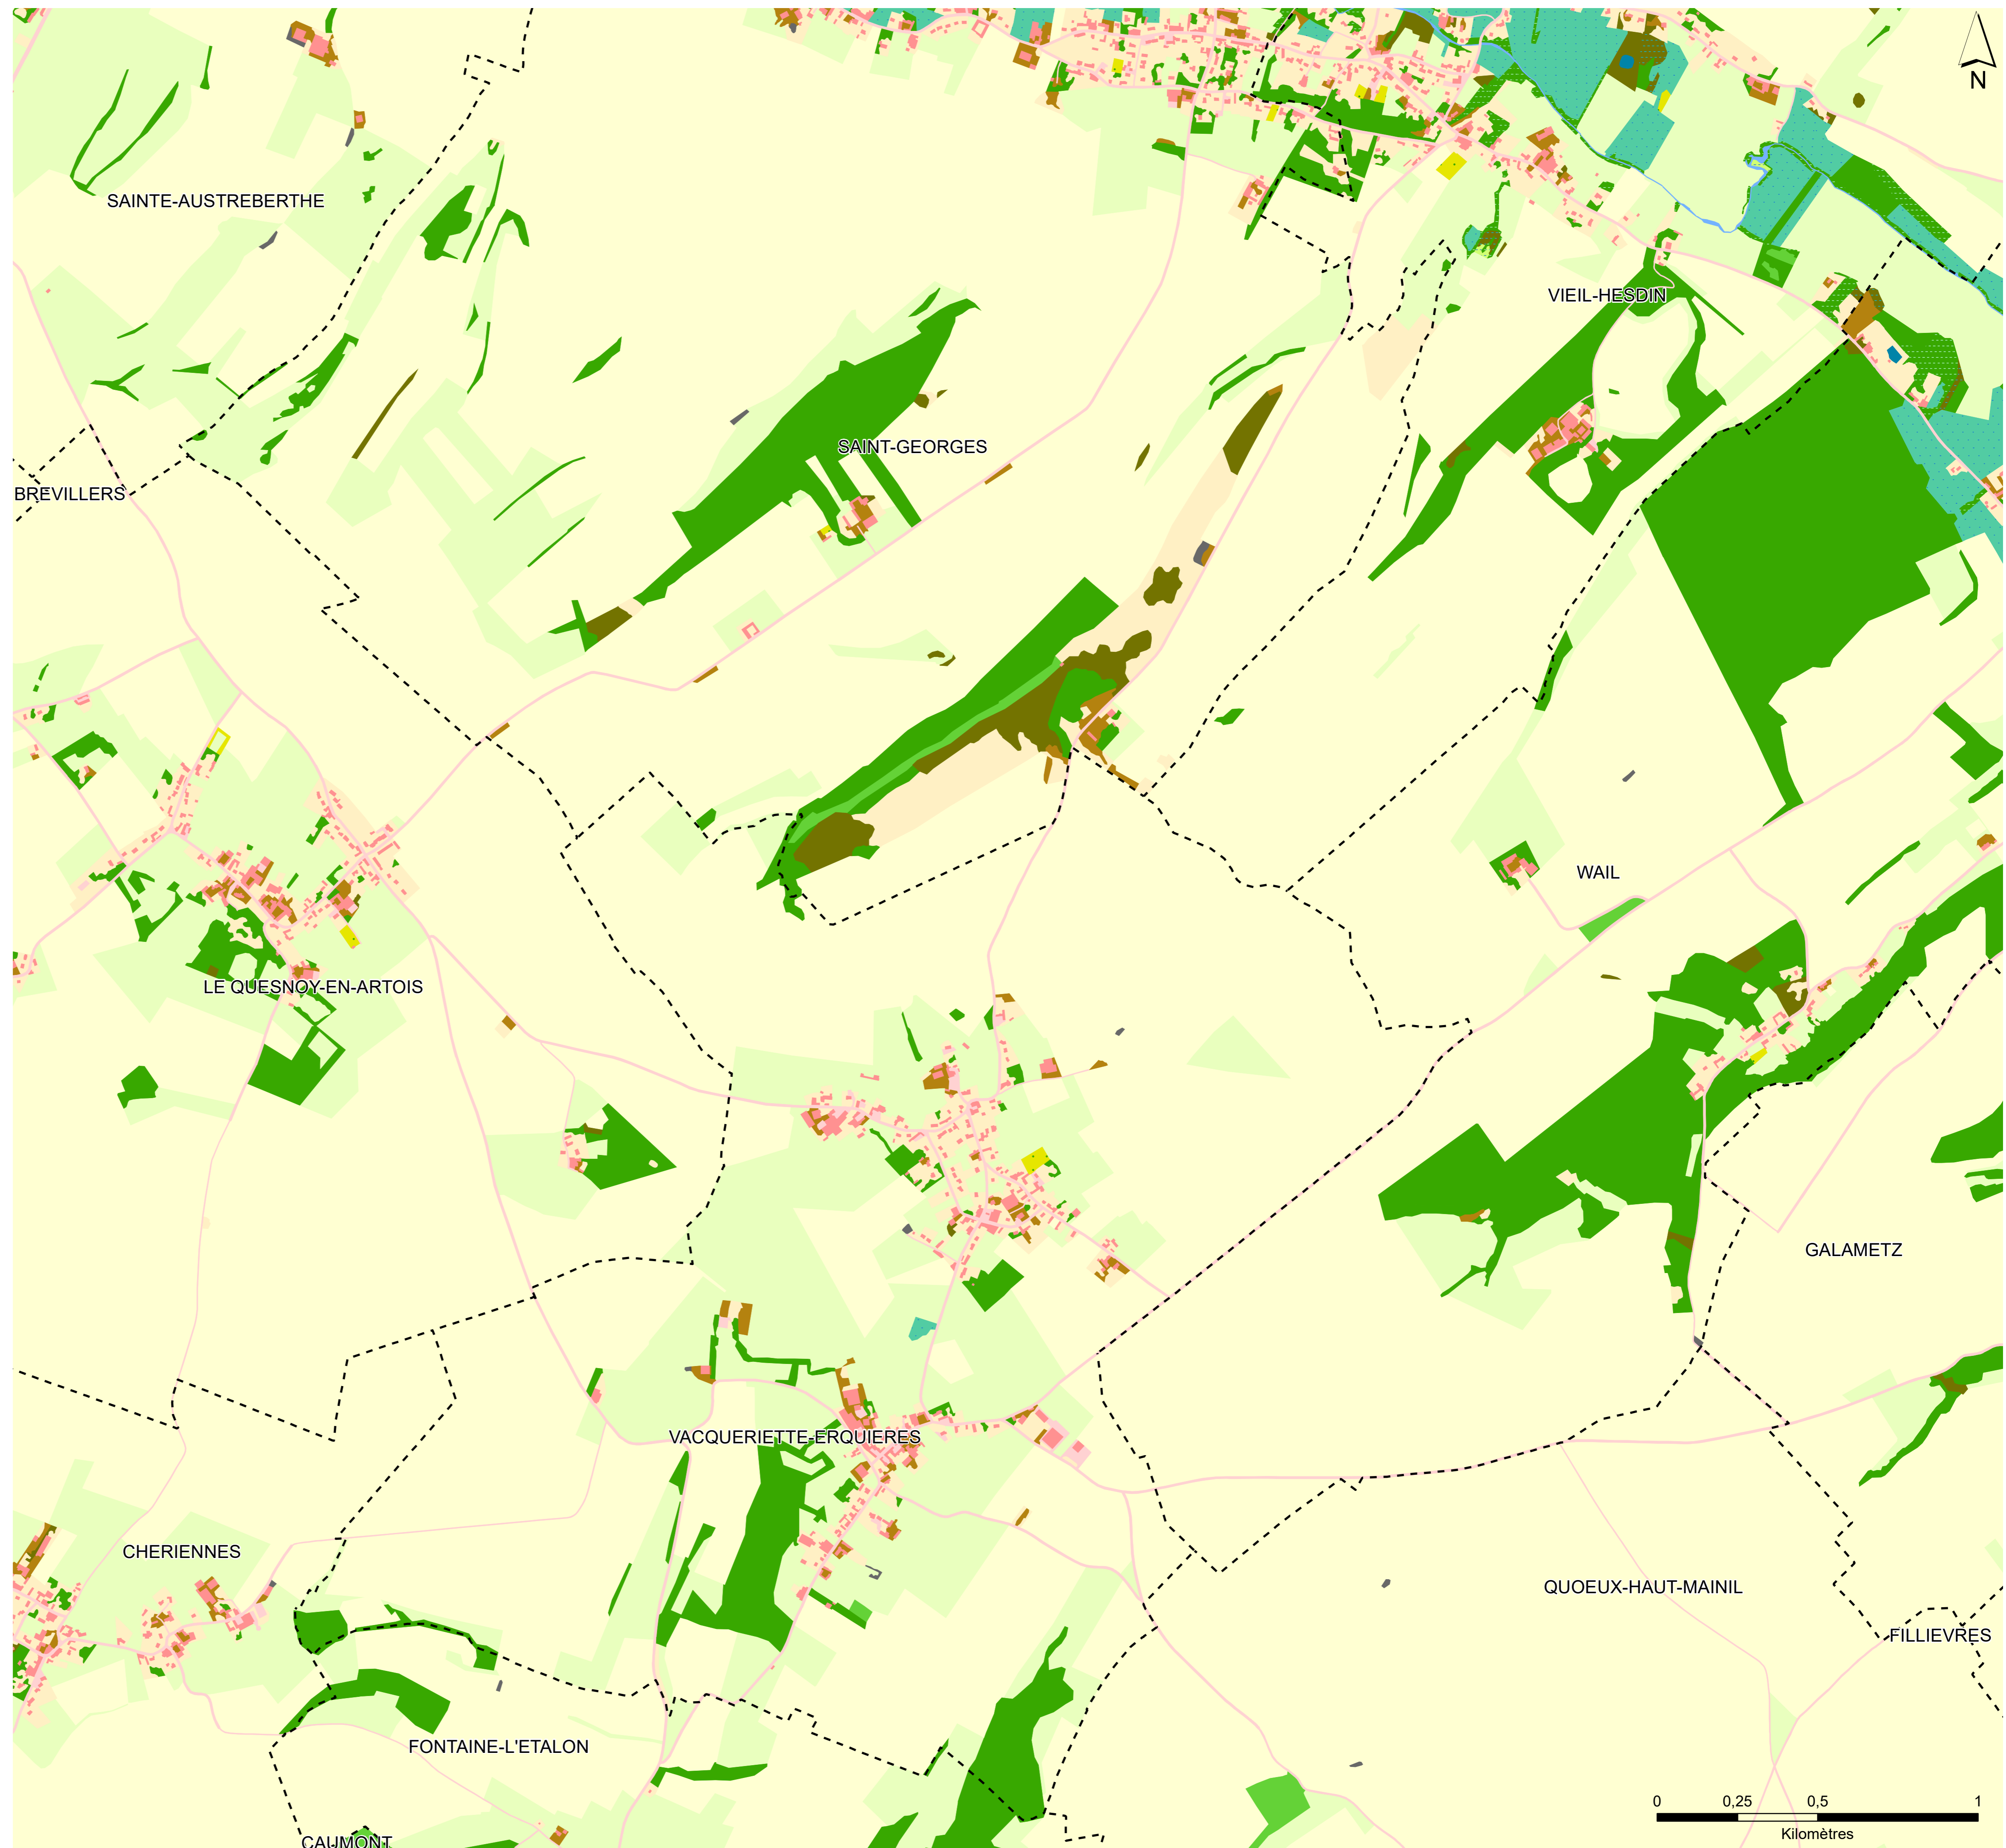 N
SAINTE-AUSTREBERTHE
VIEIL-HESDIN
SAINT-GEORGES
BREVILLERS
WAIL
LE QUESNOY-EN-ARTOIS
GALAMETZ
VACQUERIETTE-ERQUIERES
CHERIENNES
QUOEUX-HAUT-MAINIL
FILLIEVRES
FONTAINE-L'ETALON
CAUMONT
0 0,25 0,5 1
Kilomètres